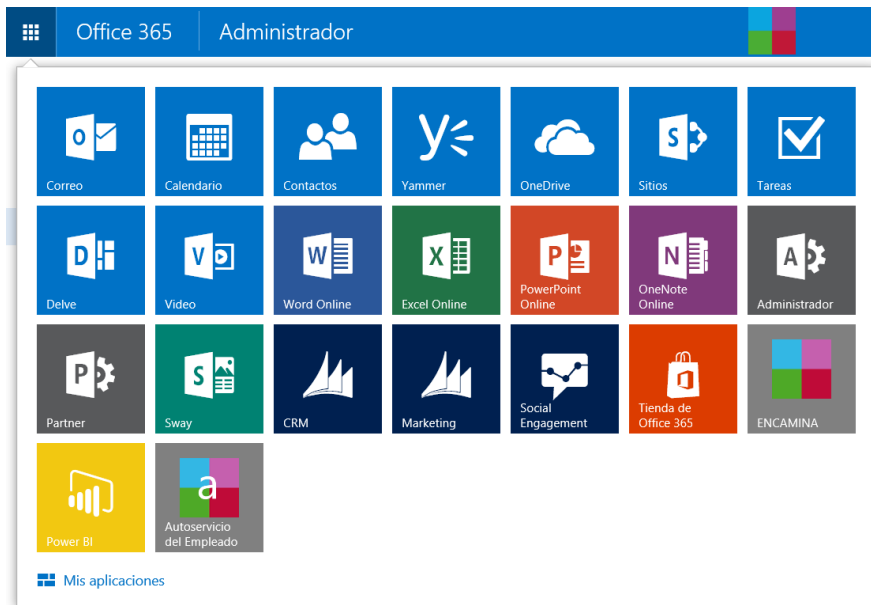 Office 365 Administrador
Correo
Calendario
Contactos
Yammer
OneDrive
Sitios
Tareas
Delve
Video
Word Online
Excel Online
PowerPoint
Online
OneNote
Online
Administrador
Partner
Sway
CRM
Marketing
Social
Engagement
Tienda de
Office 365
ENCAMINA
Power BI
a
Autoservicio
del Empleado
Mis aplicaciones